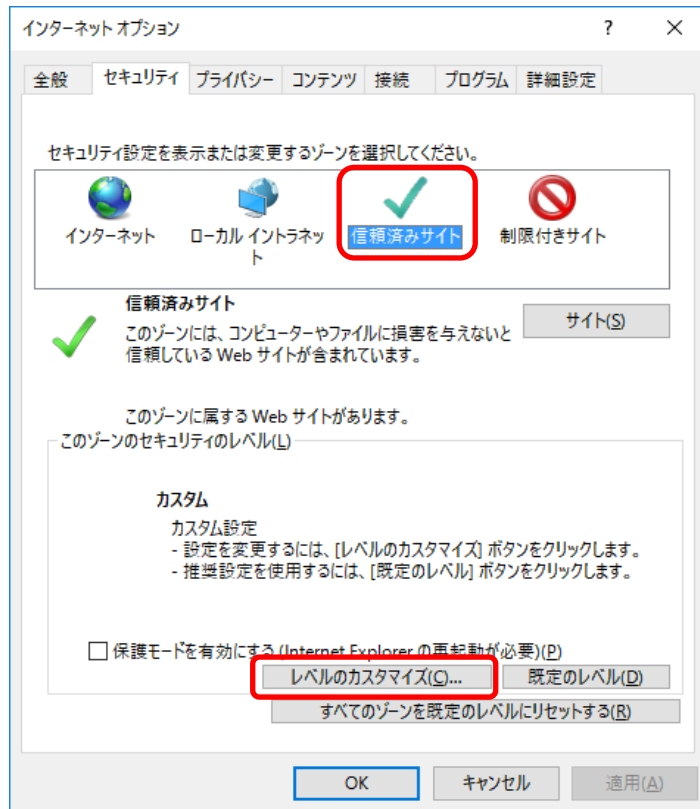 インターネット オプション
? ×
全般 セキュリティ プライバシー コンテンツ 接続 プログラム 詳細設定
セキュリティ設定を表示または変更するゾーンを選択してください。
インターネット
ローカル イントラネッ
ト
信頼済みサイト
制限付きサイト
信頼済みサイト
このゾーンには、コンピューターやファイルに損害を与えないと
信頼している Web サイトが含まれています。
サイト(S)
このゾーンに属する Web サイトがあります。
このゾーンのセキュリティのレベル(L)
カスタム
カスタム設定
- 設定を変更するには、[レベルのカスタマイズ] ボタンをクリックします。
- 推奨設定を使用するには、[既定のレベル] ボタンをクリックします。
保護モードを有効にする (Internet Explorer の再起動が必要)(P)
レベルのカスタマイズ(C)... 既定のレベル(D)
すべてのゾーンを既定のレベルにリセットする(R)
OK キャンセル 適用(A)